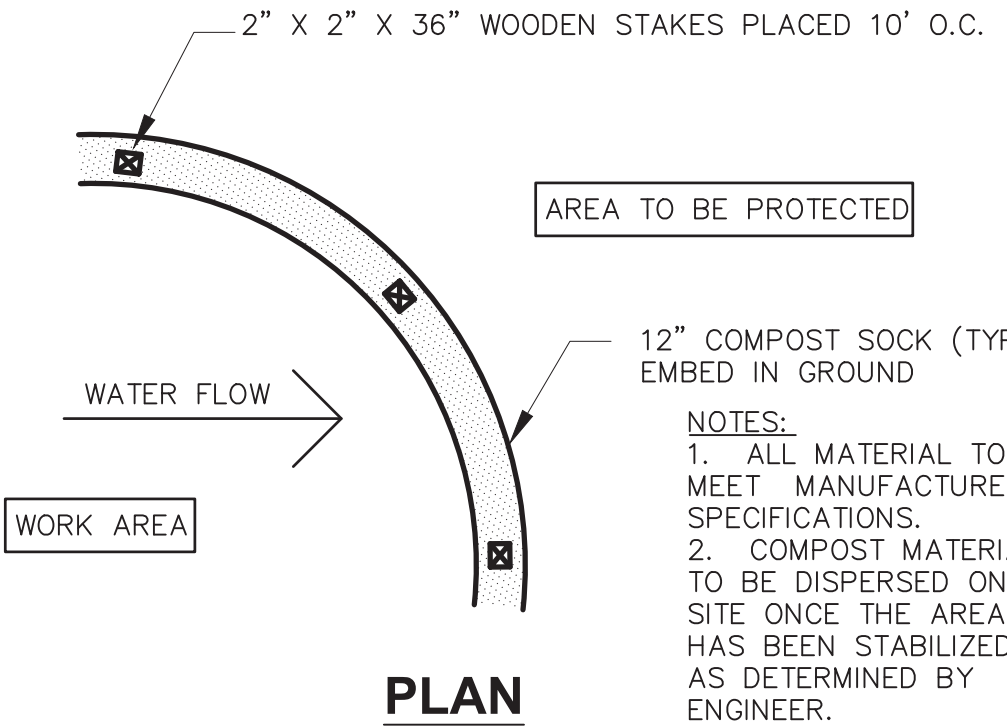 2” X 2” X 36” WOODEN STAKES PLACED 10’ O.C.
AREA TO BE PROTECTED
12” COMPOST SOCK (TYP
EMBED IN GROUND
WATER FLOW
NOTES:
1. ALL MATERIAL TO
MEET MANUFACTURE
SPECIFICATIONS.
WORK AREA
2. COMPOST MATERIA
TO BE DISPERSED ON
SITE ONCE THE AREA
HAS BEEN STABILIZED
AS DETERMINED BY
ENGINEER.
PLAN